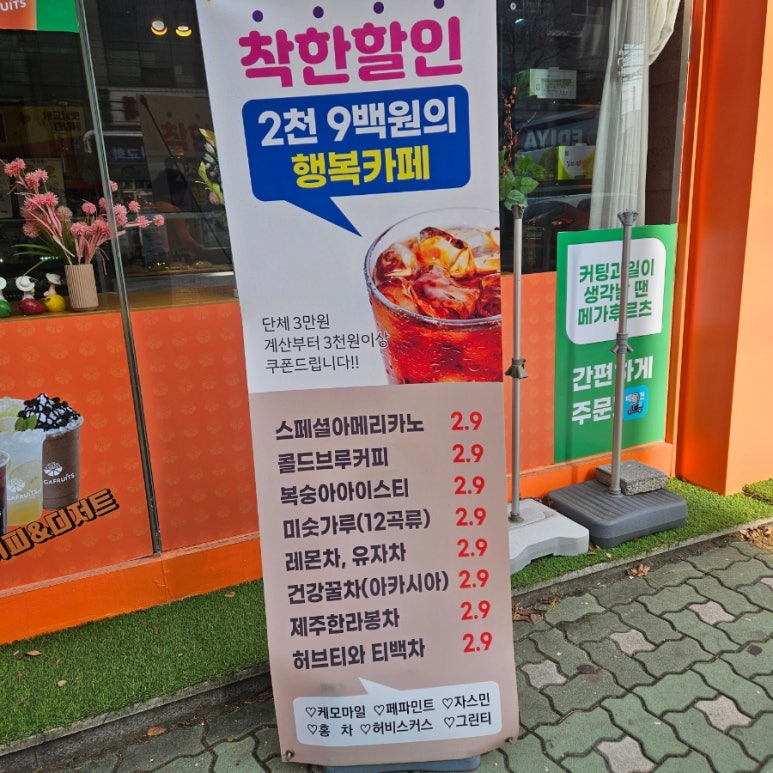 착한할인
2천 9백원의
행복카페
단체 3만원
계산부터 3천원이상
쿠폰드립니다!!
스페셜아메리카노 2.9
콜드브루커피 2.9
복숭아아이스티 2.9
미숫가루(12곡류) 2.9
레몬차, 유자차 2.9
건강꿀차(아카시아) 2.9
제주한라봉차 2.9
허브티와 티백차 2.9
♡케모마일 ♡페파민트 ♡자스민
♡홍 차 ♡허비스커스 ♡그린티
EDIYA
커팅과일이
생각날 땐
메가후르츠
간편하게
주문
GAFRUITS
피&디저트